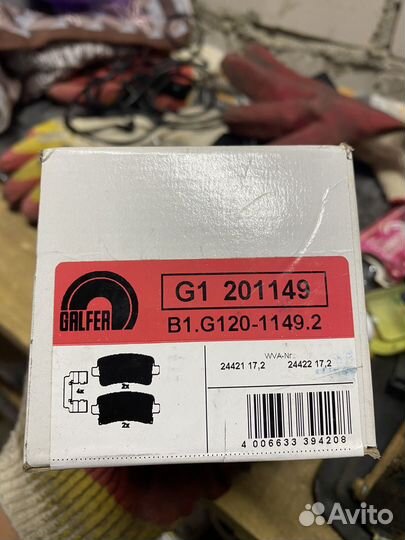 GALFER
G1 201149
B1.G120-1149.2
WVA-Nr
24421 17,2 24422 17,2
2x
4x
2x
4 006633 394208
Avito